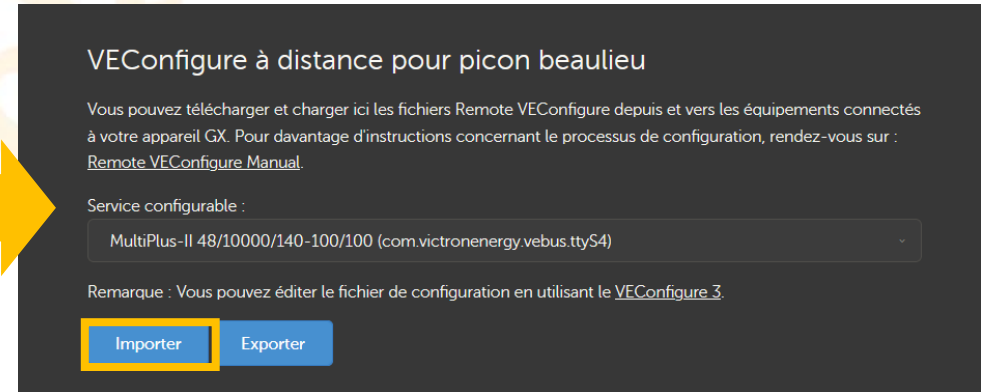 VEConfigure à distance pour picon beaulieu
Vous pouvez télécharger et charger ici les fichiers Remote VEConfigure depuis et vers les équipements connectés
à votre appareil GX. Pour davantage d'instructions concernant le processus de configuration, rendez-vous sur :
Remote VEConfigure Manual.
Service configurable :
MultiPlus-II 48/10000/140-100/100 (com.victronenergy.vebus.ttyS4)
Remarque : Vous pouvez éditer le fichier de configuration en utilisant le VEConfigure 3.
Importer Exporter